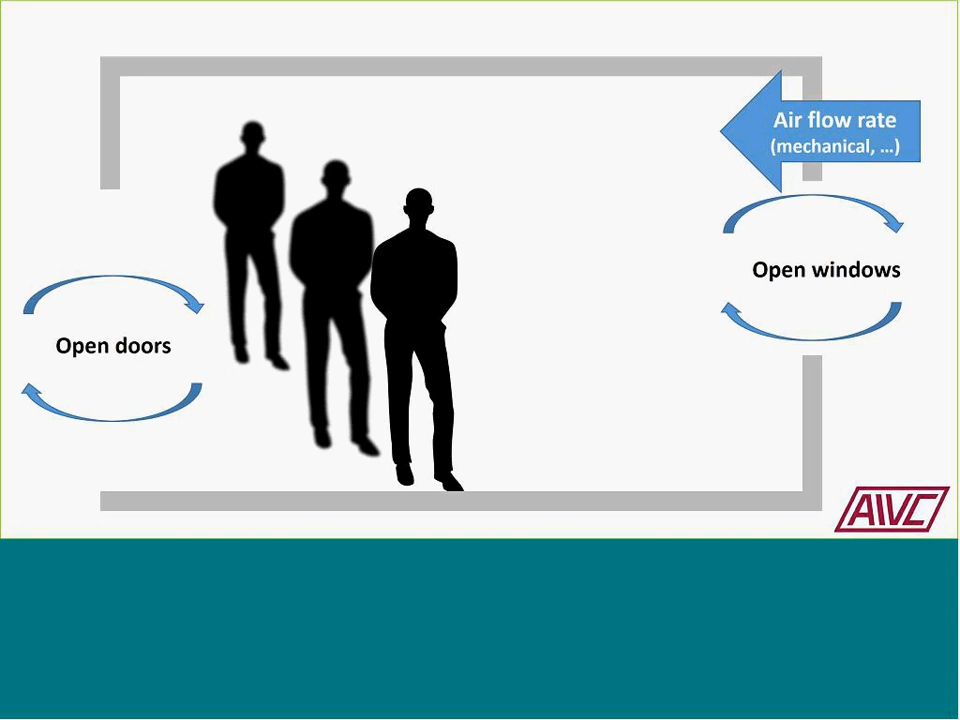 Air flow rate
(mechanical, …)
Open windows
Open doors
AIVC